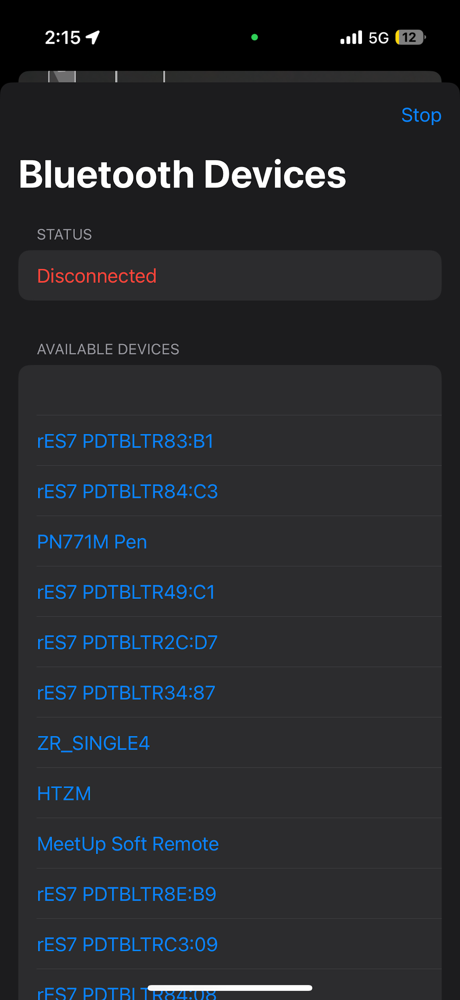 2:15
5G
12
Stop
Bluetooth Devices
STATUS
Disconnected
AVAILABLE DEVICES
rES7 PDTBLTR83:B1
rES7 PDTBLTR84:C3
PN771M Pen
rES7 PDTBLTR49:C1
rES7 PDTBLTR2C:D7
rES7 PDTBLTR34:87
ZR_SINGLE4
HTZM
MeetUp Soft Remote
rES7 PDTBLTR8E:B9
rES7 PDTBLTRC3:09
rES7 PDTBLTR84:08